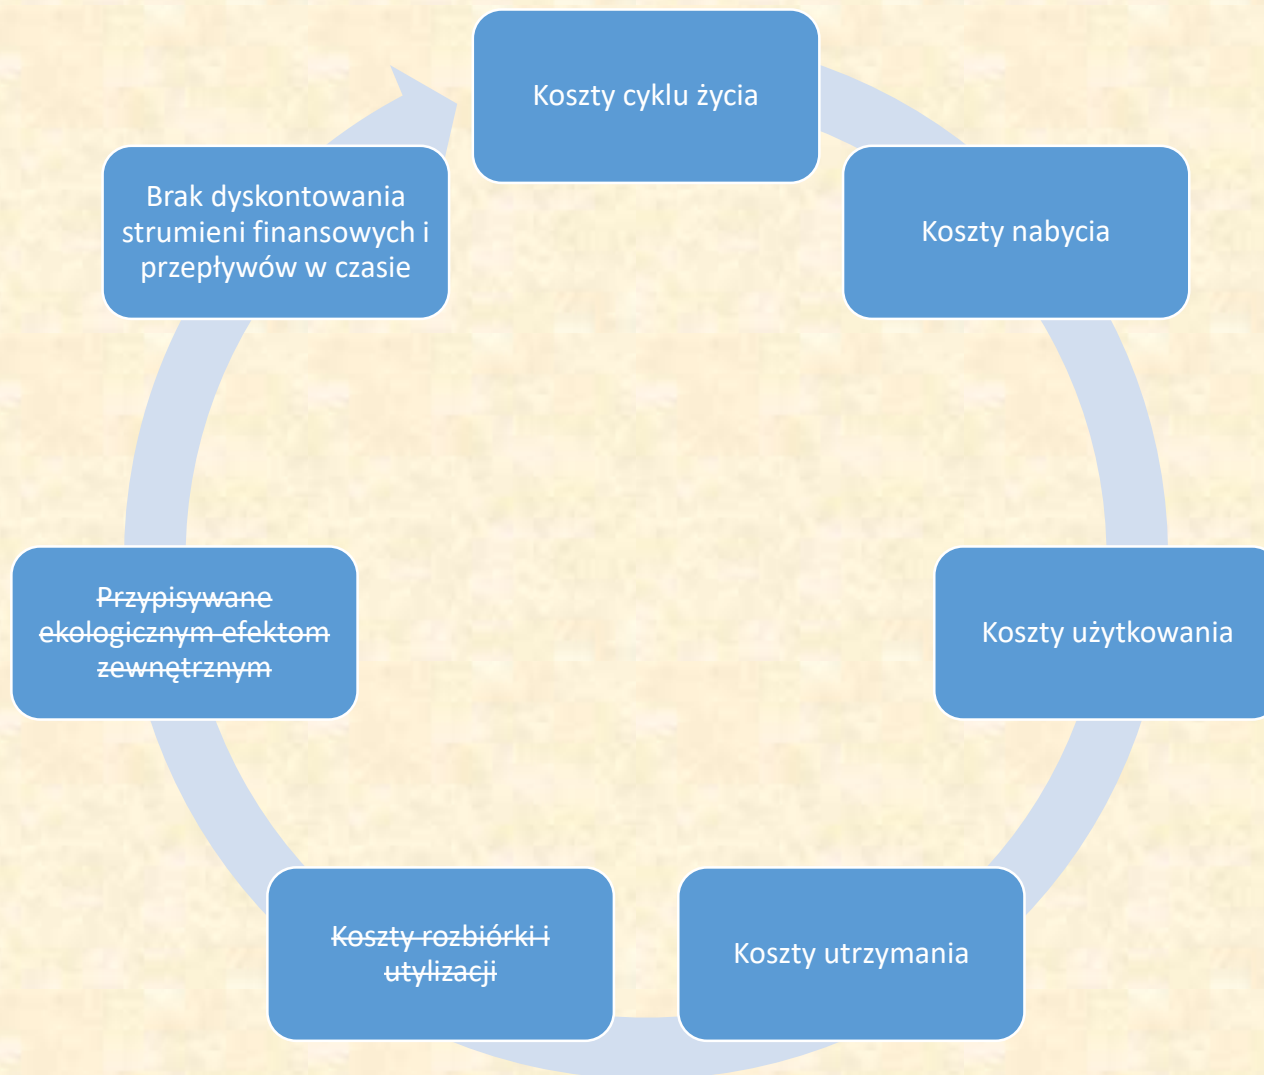 Koszty cyklu życia
Koszty nabycia
Koszty użytkowania
Koszty utrzymania
Koszty rozbiórki i
utylizacji
Przypisywane
ekologicznym efektom
zewnętrznym
Brak dyskontowania
strumieni finansowych i
przepływów w czasie